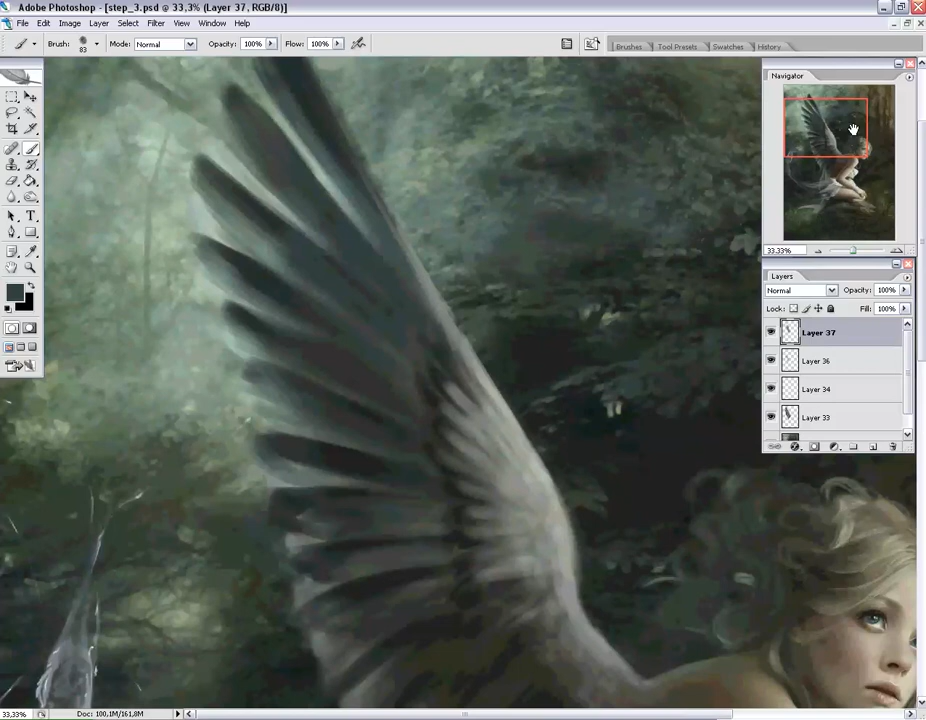 Adobe Photoshop - [step_3.psd @ 33,3% (Layer 37, RGB/8)]
File Edit Image Layer Select Filter View Window Help
Brush: 83 Mode: Normal Opacity: 100% Flow: 100%
Brushes Tool Presets Swatches History
Navigator
33.33%
Layers
Normal Opacity: 100%
Lock: Fill: 100%
Layer 37
Layer 36
Layer 34
Layer 33
33,33% Doc: 100,1M/161,8M